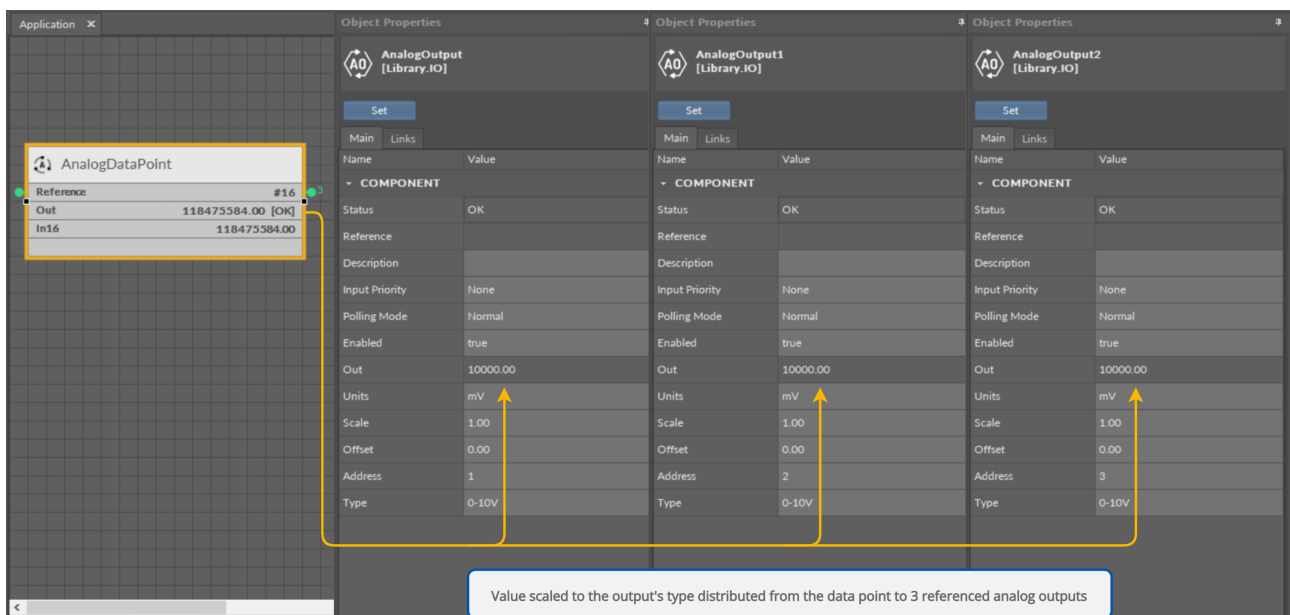 Application ×
AnalogDataPoint
Reference #16 3
Out 118475584.00 [OK]
In16 118475584.00
<
Object Properties
AO AnalogOutput
[Library.IO]
Set
Main Links
Name Value
COMPONENT
Status OK
Reference
Description
Input Priority None
Polling Mode Normal
Enabled true
Out 10000.00
Units mV
Scale 1.00
Offset 0.00
Address 1
Type 0-10V
Object Properties
AO AnalogOutput1
[Library.IO]
Set
Main Links
Name Value
COMPONENT
Status OK
Reference
Description
Input Priority None
Polling Mode Normal
Enabled true
Out 10000.00
Units mV
Scale 1.00
Offset 0.00
Address 2
Type 0-10V
Object Properties
AO AnalogOutput2
[Library.IO]
Set
Main Links
Name Value
COMPONENT
Status OK
Reference
Description
Input Priority None
Polling Mode Normal
Enabled true
Out 10000.00
Units mV
Scale 1.00
Offset 0.00
Address 3
Type 0-10V
Value scaled to the output's type distributed from the data point to 3 referenced analog outputs